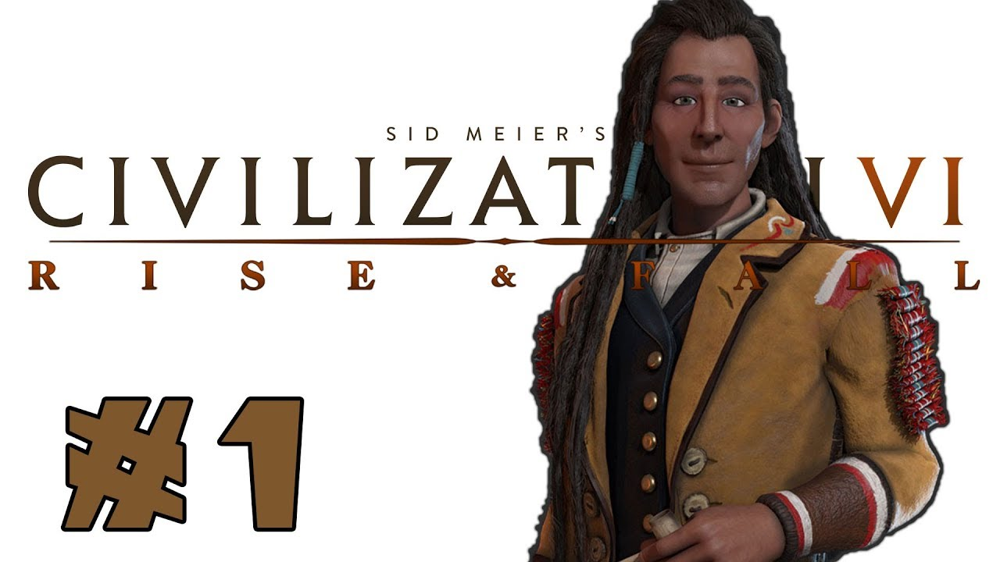 SID MEIER'S
CIVILIZAT VI
RISE & FALL
#1